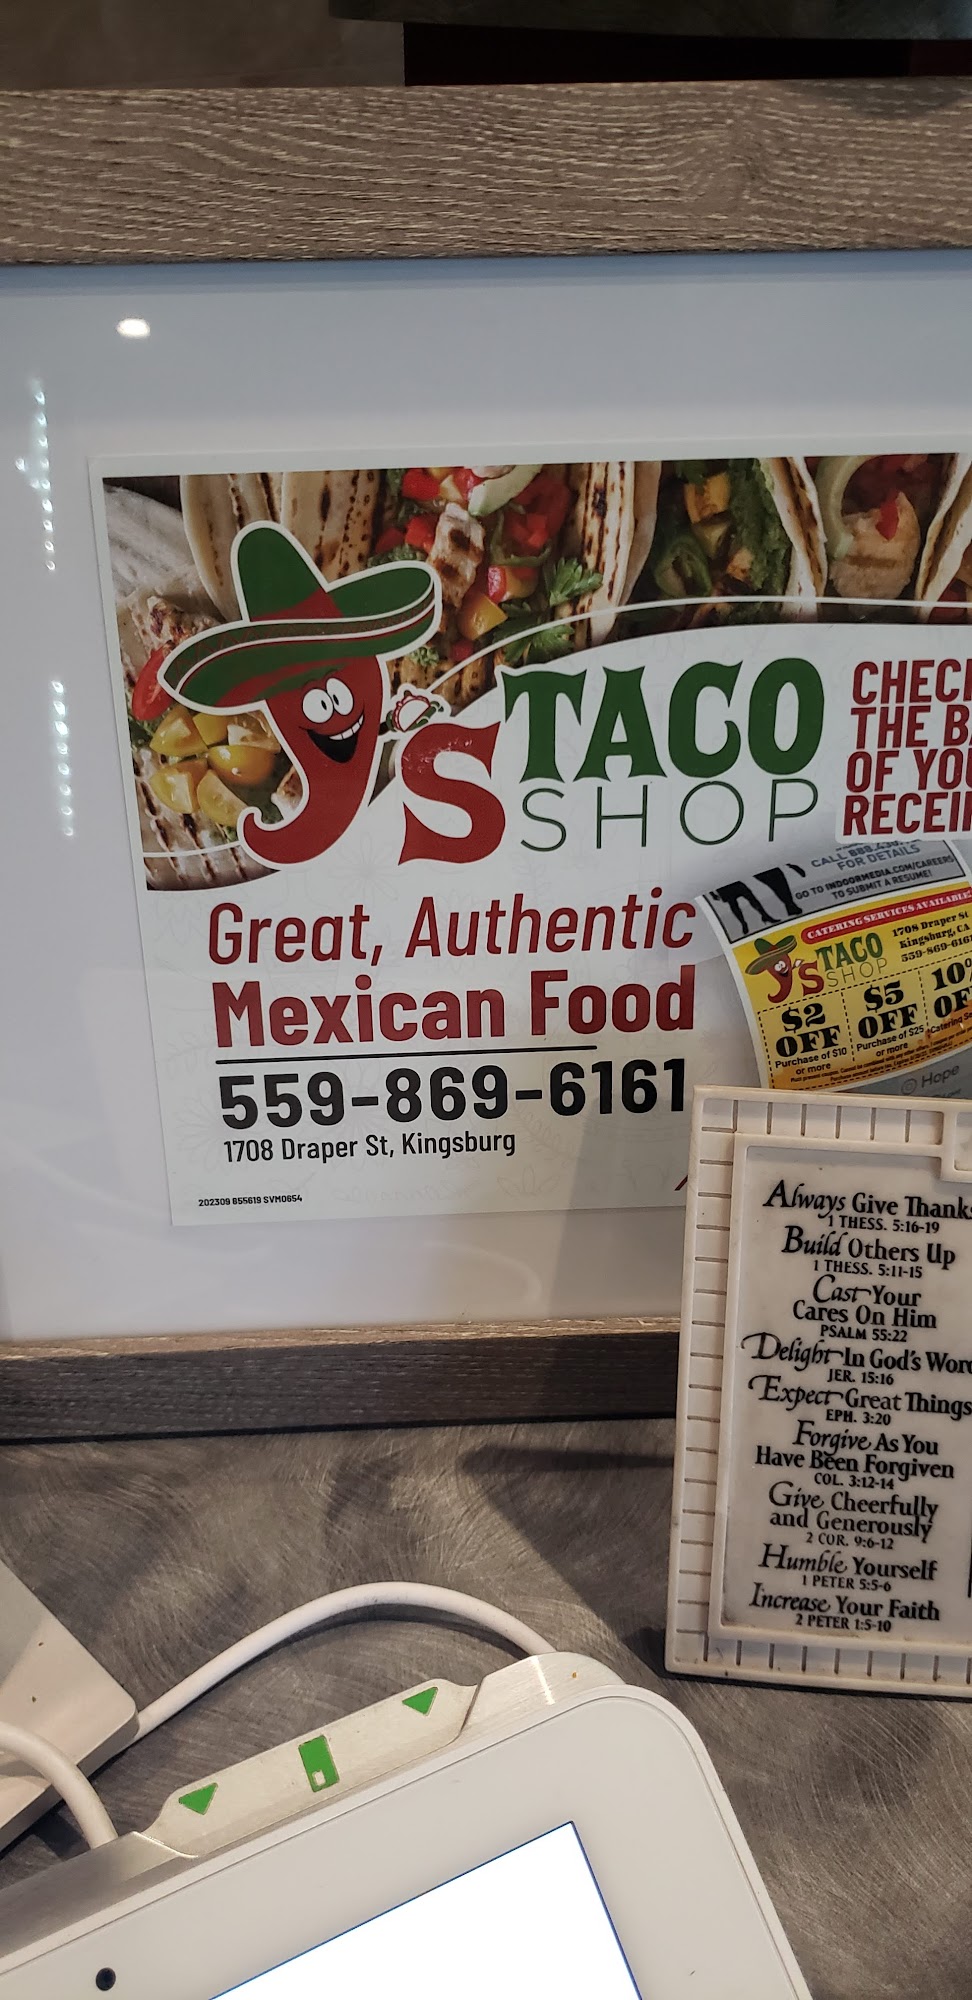 J'S TACO
SHOP
CHECK
THE BA
OF YOU
RECEI
Great, Authentic
Mexican Food
559-869-6161
1708 Draper St, Kingsburg
202309 855619 SVM0654
FOR DETAILS
GO TO INDOORMEDIA.COM/CAREERS
TO SUBMIT A RESUME!
CATERING SERVICES AVAILABLE
J'S TACO
SHOP
1708 Draper St
Kingsburg, CA
559-869-616
$2
OFF
Purchase of $10
or more
$5
OFF
Purchase of $25
or more
10
OF
Hope
Always Give Thanks
1 THESS. 5:16-19
Build Others Up
1 THESS. 5:11-15
Cast Your
Cares On Him
PSALM 55:22
Delight In God's Word
JER. 15:16
Expect Great Things
EPH. 3:20
Forgive As You
Have Been Forgiven
COL. 3:12-14
Give Cheerfully
and Generously
2 COR. 9:6-12
Humble Yourself
1 PETER 5:5-6
Increase Your Faith
2 PETER 1:5-10